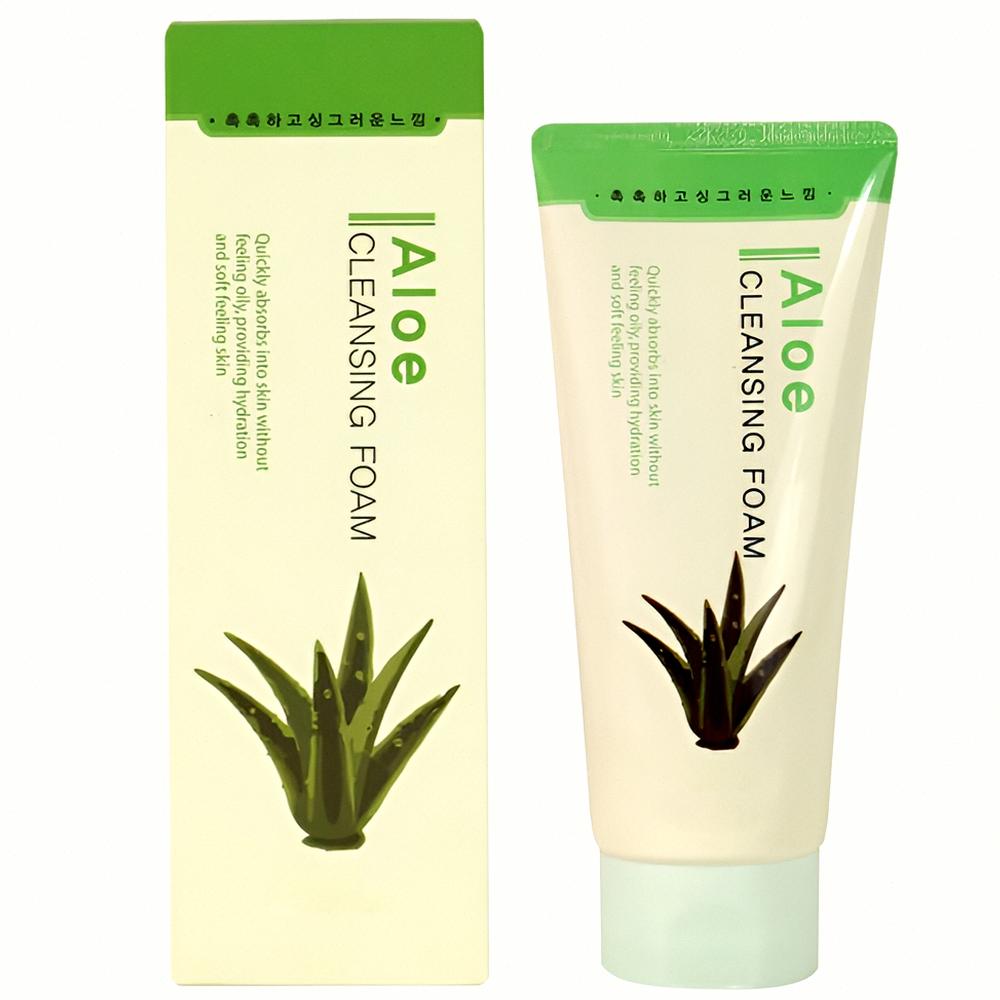 · 촉촉하고싱그러운느낌 ·
Aloe
CLEANSING FOAM
Quickly absorbs into skin without
feeling oily, providing hydration
and soft feeling skin
· 촉촉하고싱그러운느낌 ·
Aloe
CLEANSING FOAM
Quickly absorbs into skin without
feeling oily, providing hydration
and soft feeling skin